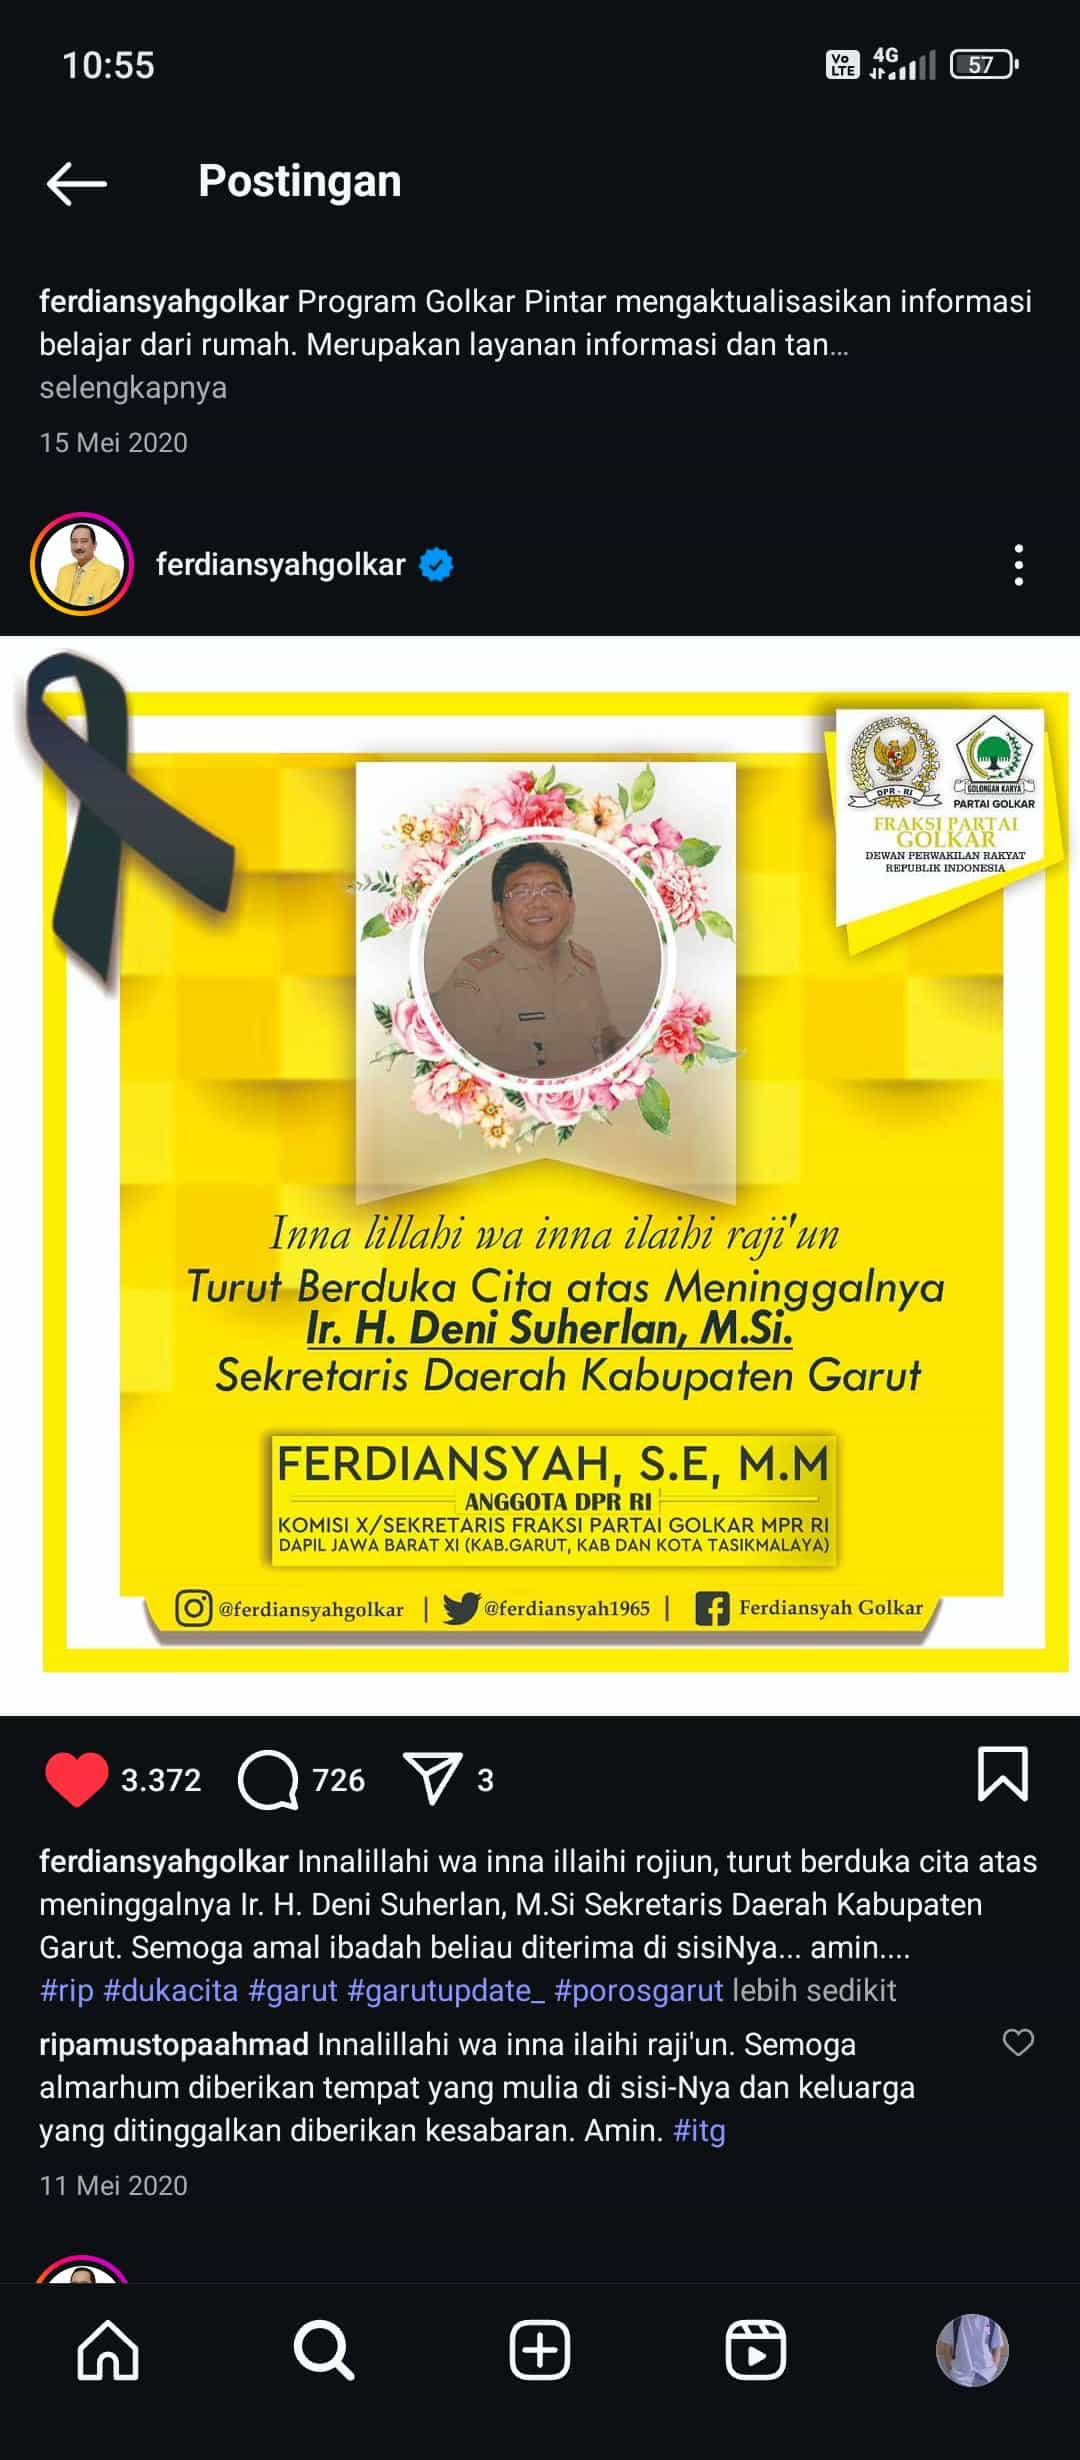 10:55
Vo LTE 4G 57
Postingan
ferdiansyahgolkar Program Golkar Pintar mengaktualisasikan informasi
belajar dari rumah. Merupakan layanan informasi dan tan...
selengkapnya
15 Mei 2020
ferdiansyahgolkar
DPR - RI
GOLONGAN KARYA
PARTAI GOLKAR
FRAKSI PARTAI
GOLKAR
DEWAN PERWAKILAN RAKYAT
REPUBLIK INDONESIA
Inna lillahi wa inna ilaihi raji'un
Turut Berduka Cita atas Meninggalnya
Ir. H. Deni Suherlan, M.Si.
Sekretaris Daerah Kabupaten Garut
FERDIANSYAH, S.E, M.M
ANGGOTA DPR RI
KOMISI X/SEKRETARIS FRAKSI PARTAI GOLKAR MPR RI
DAPIL JAWA BARAT XI (KAB.GARUT, KAB DAN KOTA TASIKMALAYA)
@ferdiansyahgolkar | @ferdiansyah1965 | Ferdiansyah Golkar
3.372 726 3
ferdiansyahgolkar Innalillahi wa inna illaihi rojiun, turut berduka cita atas
meninggalnya Ir. H. Deni Suherlan, M.Si Sekretaris Daerah Kabupaten
Garut. Semoga amal ibadah beliau diterima di sisiNya... amin....
#rip #dukacita #garut #garutupdate_ #porosgarut lebih sedikit
ripamustopaahmad Innalillahi wa inna ilaihi raji'un. Semoga
almarhum diberikan tempat yang mulia di sisi-Nya dan keluarga
yang ditinggalkan diberikan kesabaran. Amin. #itg
11 Mei 2020